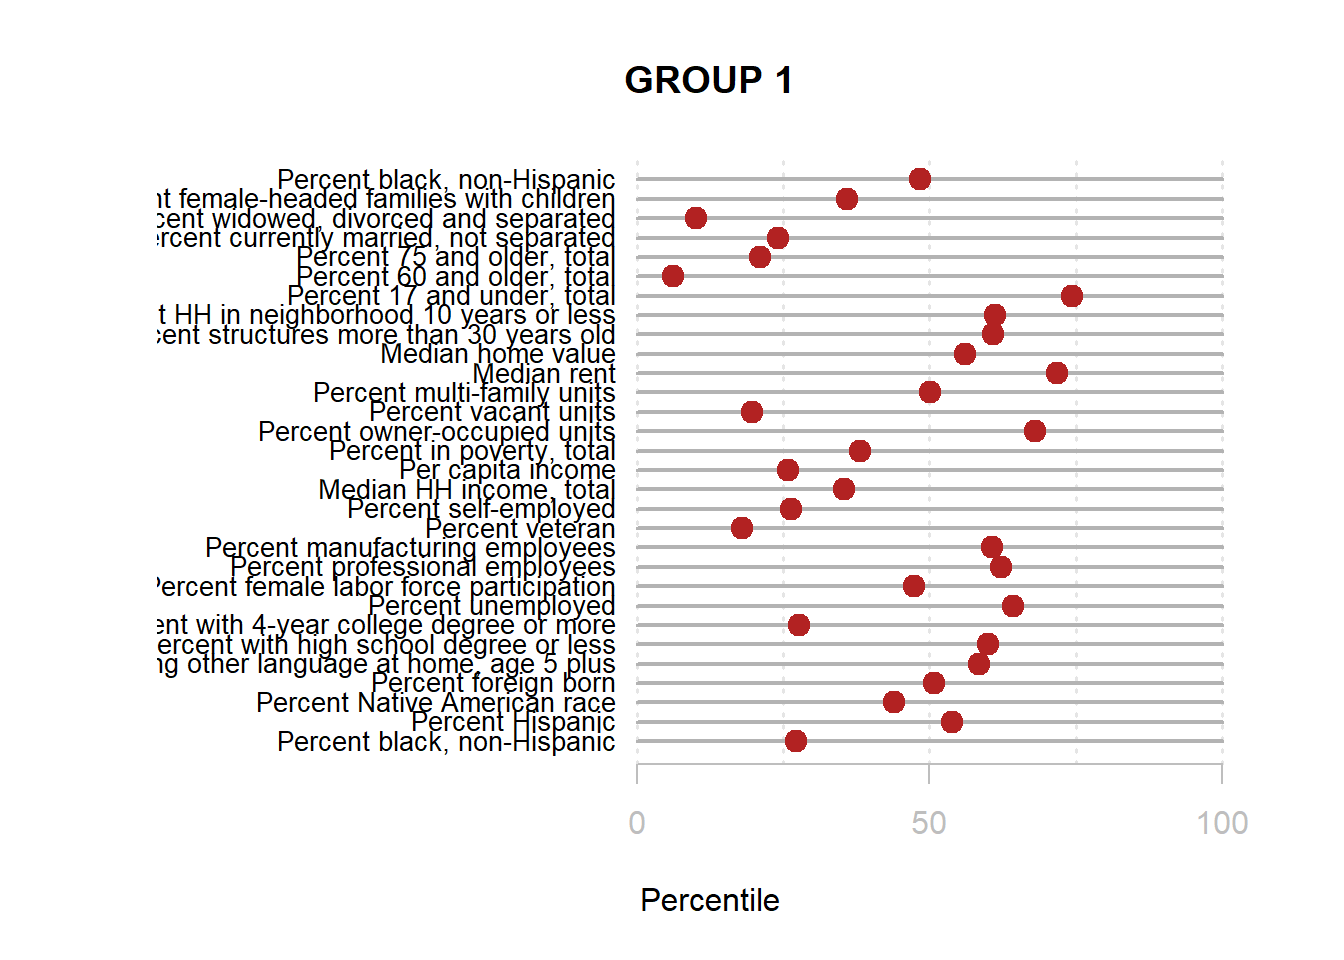 GROUP 1
Percent black, non-Hispanic
female-headed families with children
widowed, divorced and separated
currently married, not separated
Percent 75 and older, total
Percent 60 and older, total
Percent 17 and under, total
HH in neighborhood 10 years or less
structures more than 30 years old
Median home value
Median rent
Percent multi-family units
Percent vacant units
Percent owner-occupied units
Percent in poverty, total
Per capita income
Median HH income, total
Percent self-employed
Percent veteran
Percent manufacturing employees
Percent professional employees
Percent female labor force participation
Percent unemployed
with 4-year college degree or more
with high school degree or less
other language at home, age 5 plus
Percent foreign born
Percent Native American race
Percent Hispanic
Percent black, non-Hispanic
0 50 100
Percentile